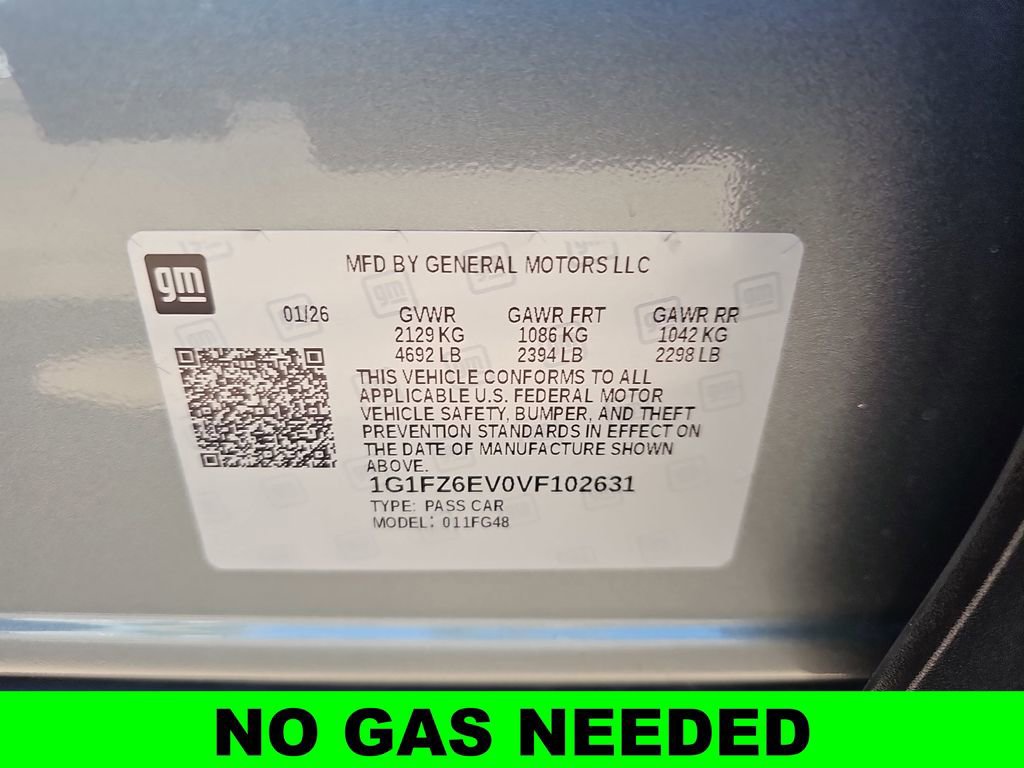 gm
MFD BY GENERAL MOTORS LLC
01/26 GVWR GAWR FRT GAWR RR
2129 KG 1086 KG 1042 KG
4692 LB 2394 LB 2298 LB
THIS VEHICLE CONFORMS TO ALL
APPLICABLE U.S. FEDERAL MOTOR
VEHICLE SAFETY, BUMPER, AND THEFT
PREVENTION STANDARDS IN EFFECT ON
THE DATE OF MANUFACTURE SHOWN
ABOVE.
1G1FZ6EV0VF102631
TYPE: PASS CAR
MODEL: 011FG48
NO GAS NEEDED